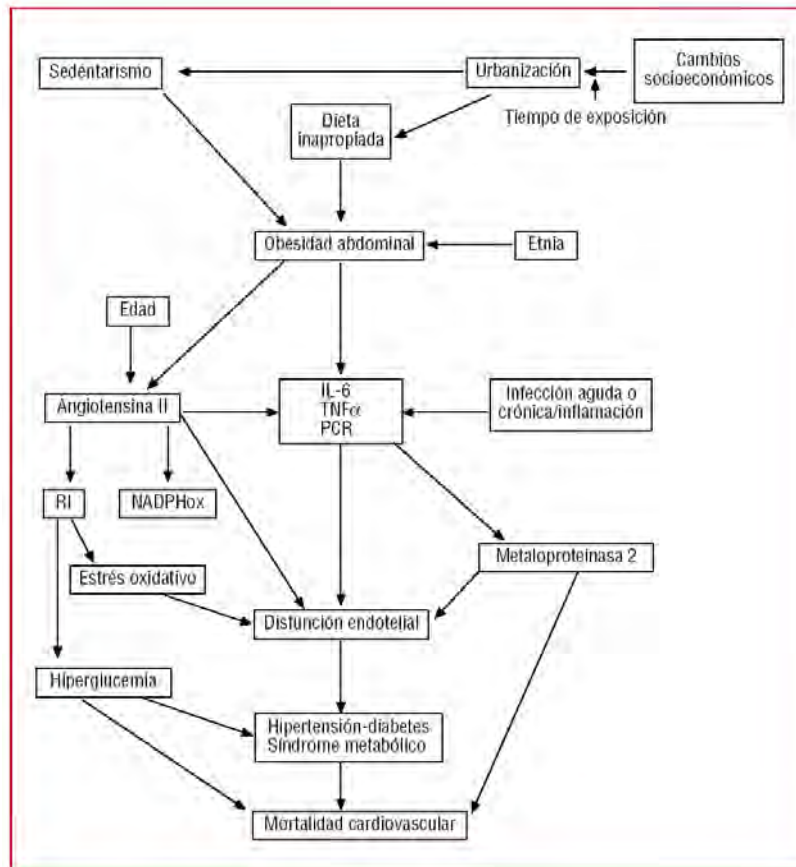 Sedentarismo
Urbanización
Cambios
socioeconómicos
Tiempo de exposición
Dieta
inapropiada
Obesidad abdominal
Etnia
Edad
Angiotensina II
IL-6
TNFα
PCR
Infección aguda o
crónica/inflamación
RI
NADPHox
Metaloproteinasa 2
Estrés oxidativo
Disfunción endotelial
Hiperglucemia
Hipertensión-diabetes
Síndrome metabólico
Mortalidad cardiovascular